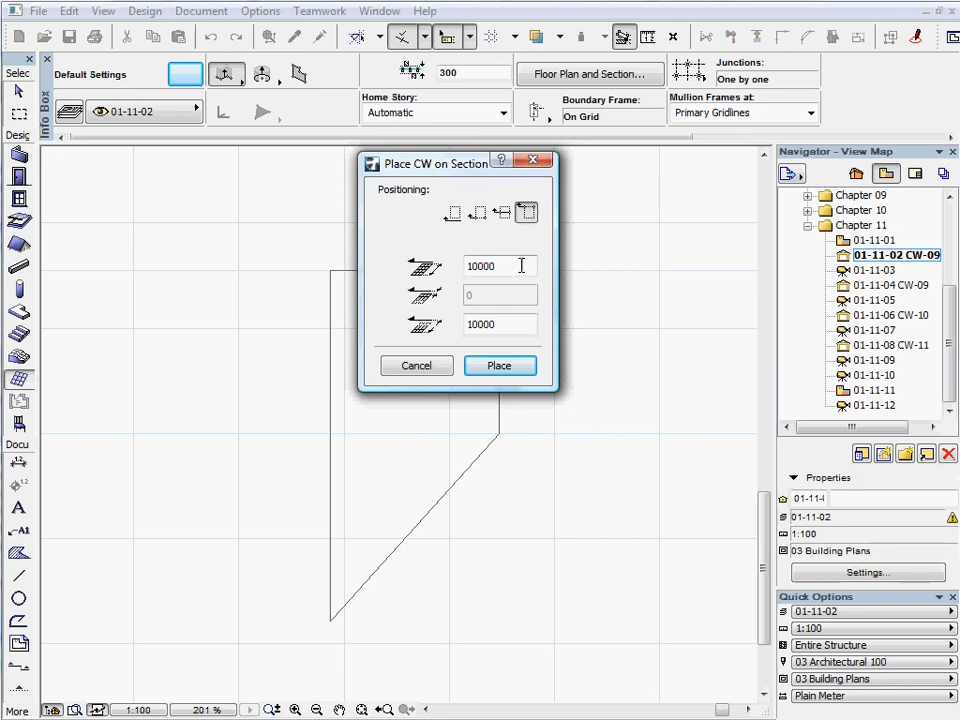 File Edit View Design Document Options Teamwork Window Help
Selec
Default Settings
300
Floor Plan and Section...
Junctions:
One by one
01-11-02
Home Story:
Automatic
Boundary Frame:
On Grid
Mullion Frames at:
Primary Gridlines
Info Box
Desig
Place CW on Section
Positioning:
10000
0
10000
Cancel
Place
Docu
A
A1
More
Navigator - View Map
Chapter 09
Chapter 10
Chapter 11
01-11-01
01-11-02 CW-09
01-11-03
01-11-04 CW-09
01-11-05
01-11-06 CW-10
01-11-07
01-11-08 CW-11
01-11-09
01-11-10
01-11-11
01-11-12
Properties
01-11-0
01-11-02
1:100
03 Building Plans
Settings...
Quick Options
01-11-02
1:100
Entire Structure
03 Architectural 100
03 Building Plans
Plain Meter
1:100
201 %